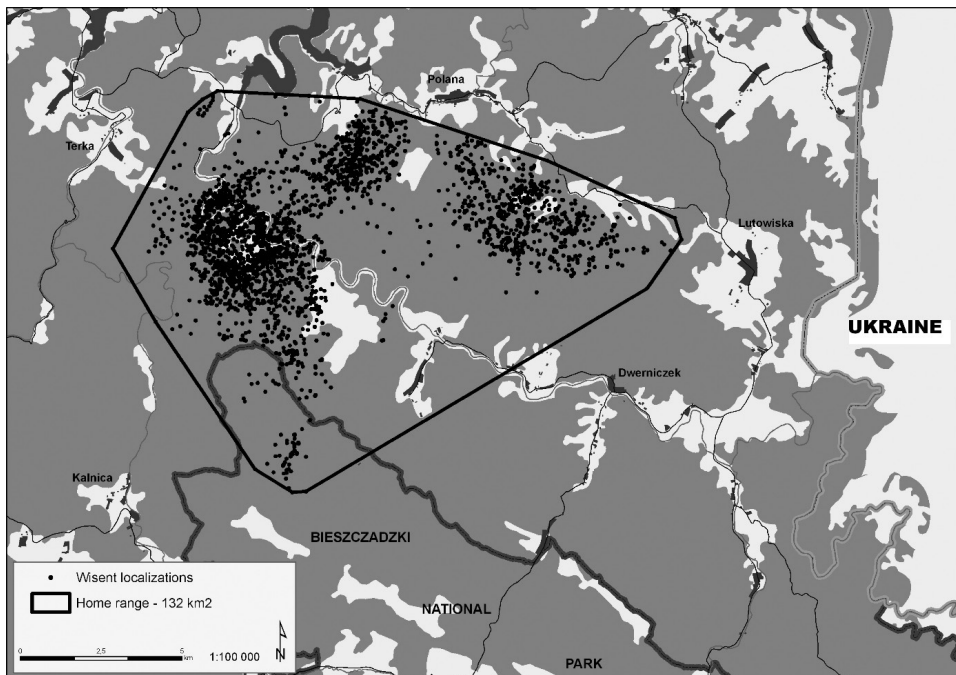 Polana
Terka
Lutowiska
UKRAINE
Dwerniczek
Kalnica
BIESZCZADZKI
NATIONAL
PARK
Wisent localizations
Home range - 132 km2
0 2,5 5
km
1:100 000
N